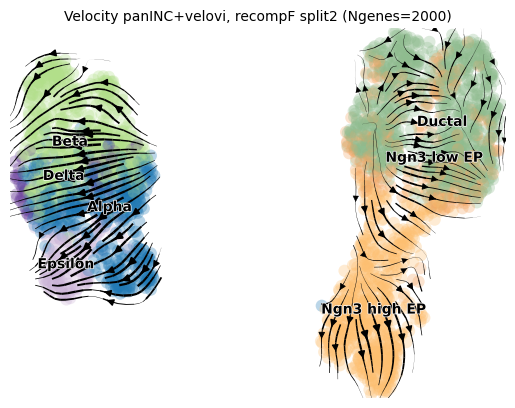 Velocity panINC+velovi, recompF split2 (Ngenes=2000)
Ductal
Beta
Ngn3 low EP
Delta
Alpha
Epsilon
Ngn3 high EP